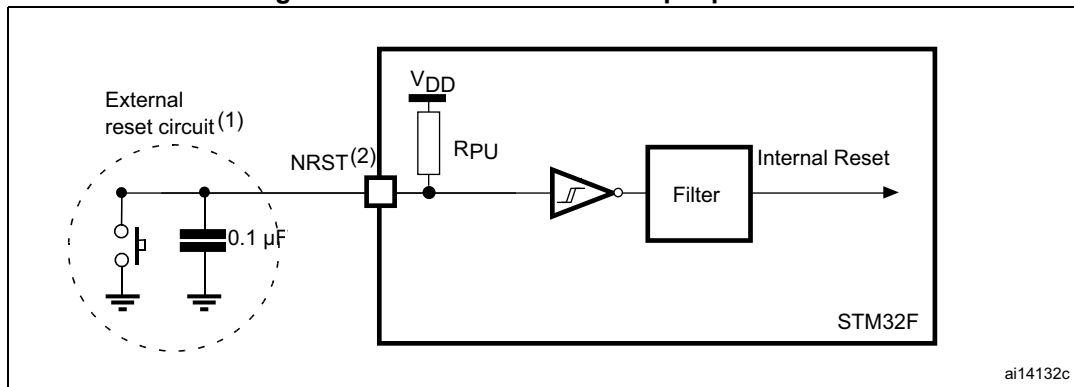 External
reset circuit(1)
NRST(2)
VDD
RPU
Internal Reset
Filter
0.1 µF
STM32F
ai14132c